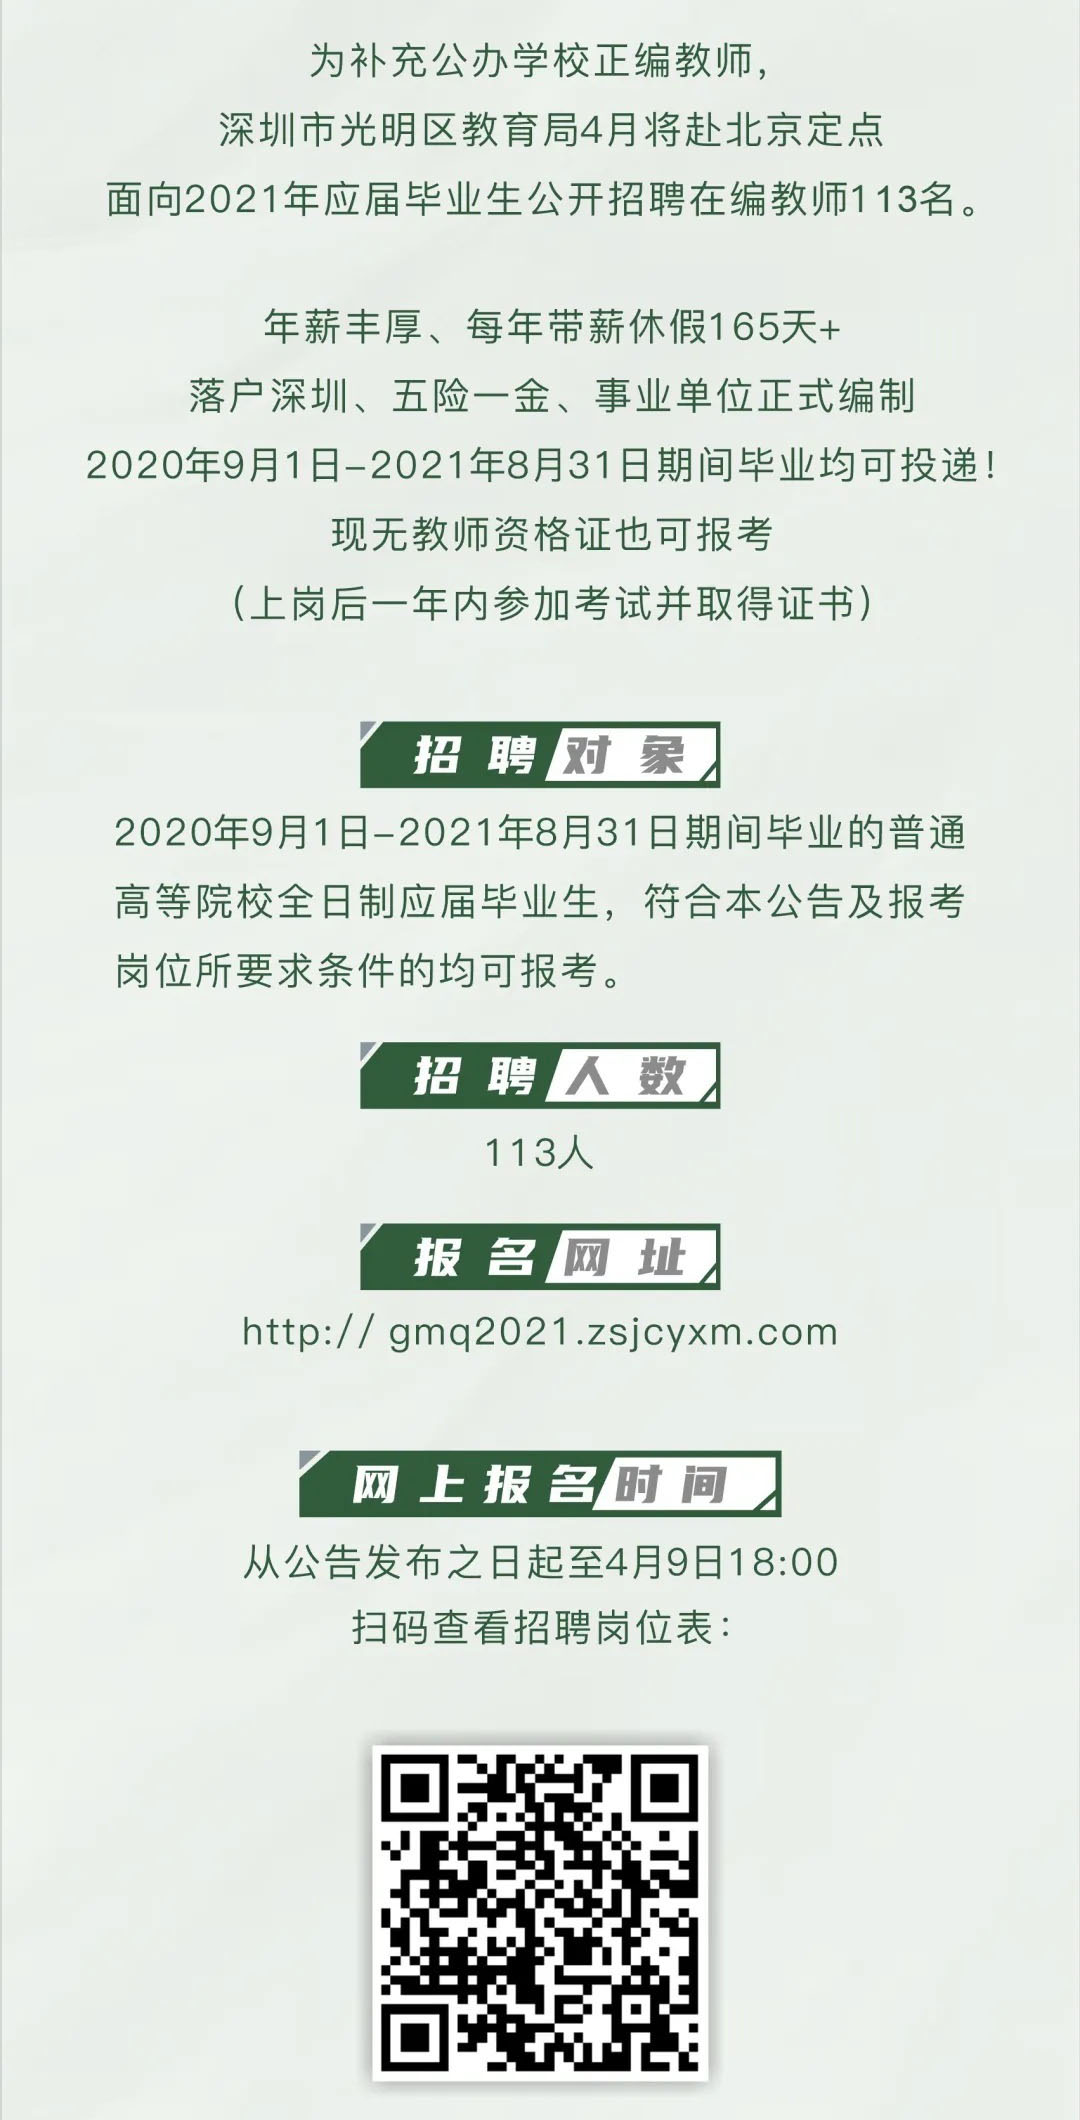 为补充公办学校正编教师，
深圳市光明区教育局4月将赴北京定点
面向2021年应届毕业生公开招聘在编教师113名。
年薪丰厚、每年带薪休假165天+
落户深圳、五险一金、事业单位正式编制
2020年9月1日-2021年8月31日期间毕业均可投递！
现无教师资格证也可报考
（上岗后一年内参加考试并取得证书）
招聘对象
2020年9月1日-2021年8月31日期间毕业的普通
高等院校全日制应届毕业生，符合本公告及报考
岗位所要求条件的均可报考。
招聘人数
113人
报名网址
http:// gmq2021.zsjcyxm.com
网上报名时间
从公告发布之日起至4月9日18:00
扫码查看招聘岗位表：